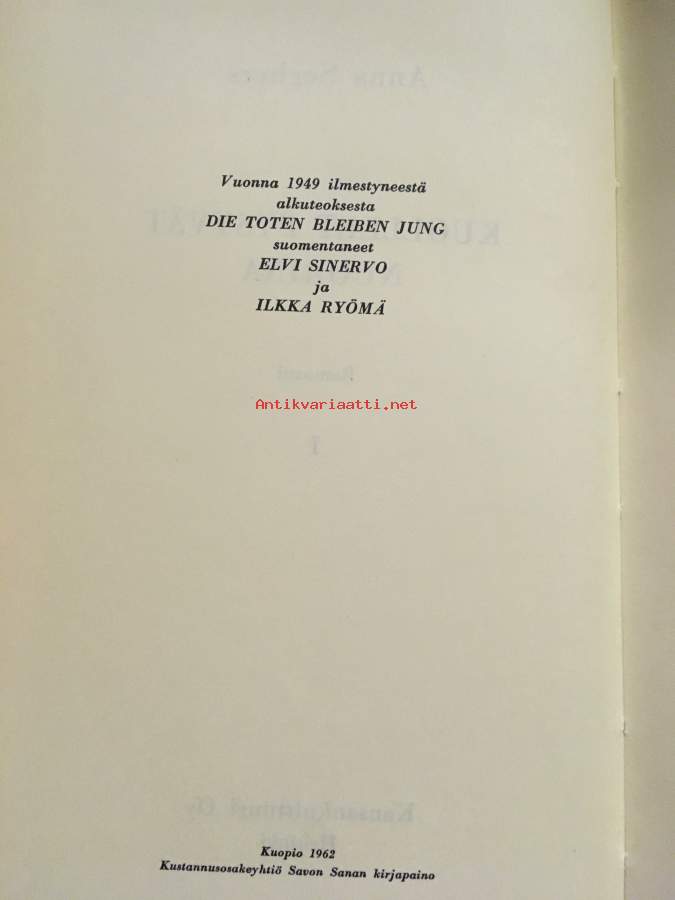 Vuonna 1949 ilmestyneestä
alkuteoksesta
DIE TOTEN BLEIBEN JUNG
suomentaneet
ELVI SINERVO
ja
ILKKA RYÖMÄ
Antikvariaatti.net
Kuopio 1962
Kustannusosakeyhtiö Savon Sanan kirjapaino